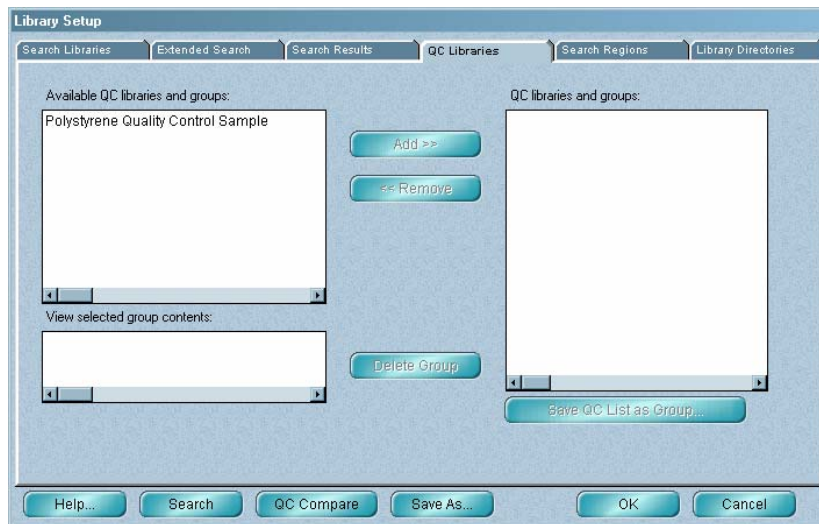 Library Setup
Search Libraries
Extended Search
Search Results
QC Libraries
Search Regions
Library Directories
Available QC libraries and groups:
QC libraries and groups:
Polystyrene Quality Control Sample
Add >>
<< Remove
View selected group contents:
Delete Group
Save QC List as Group...
Help...
Search
QC Compare
Save As...
OK
Cancel